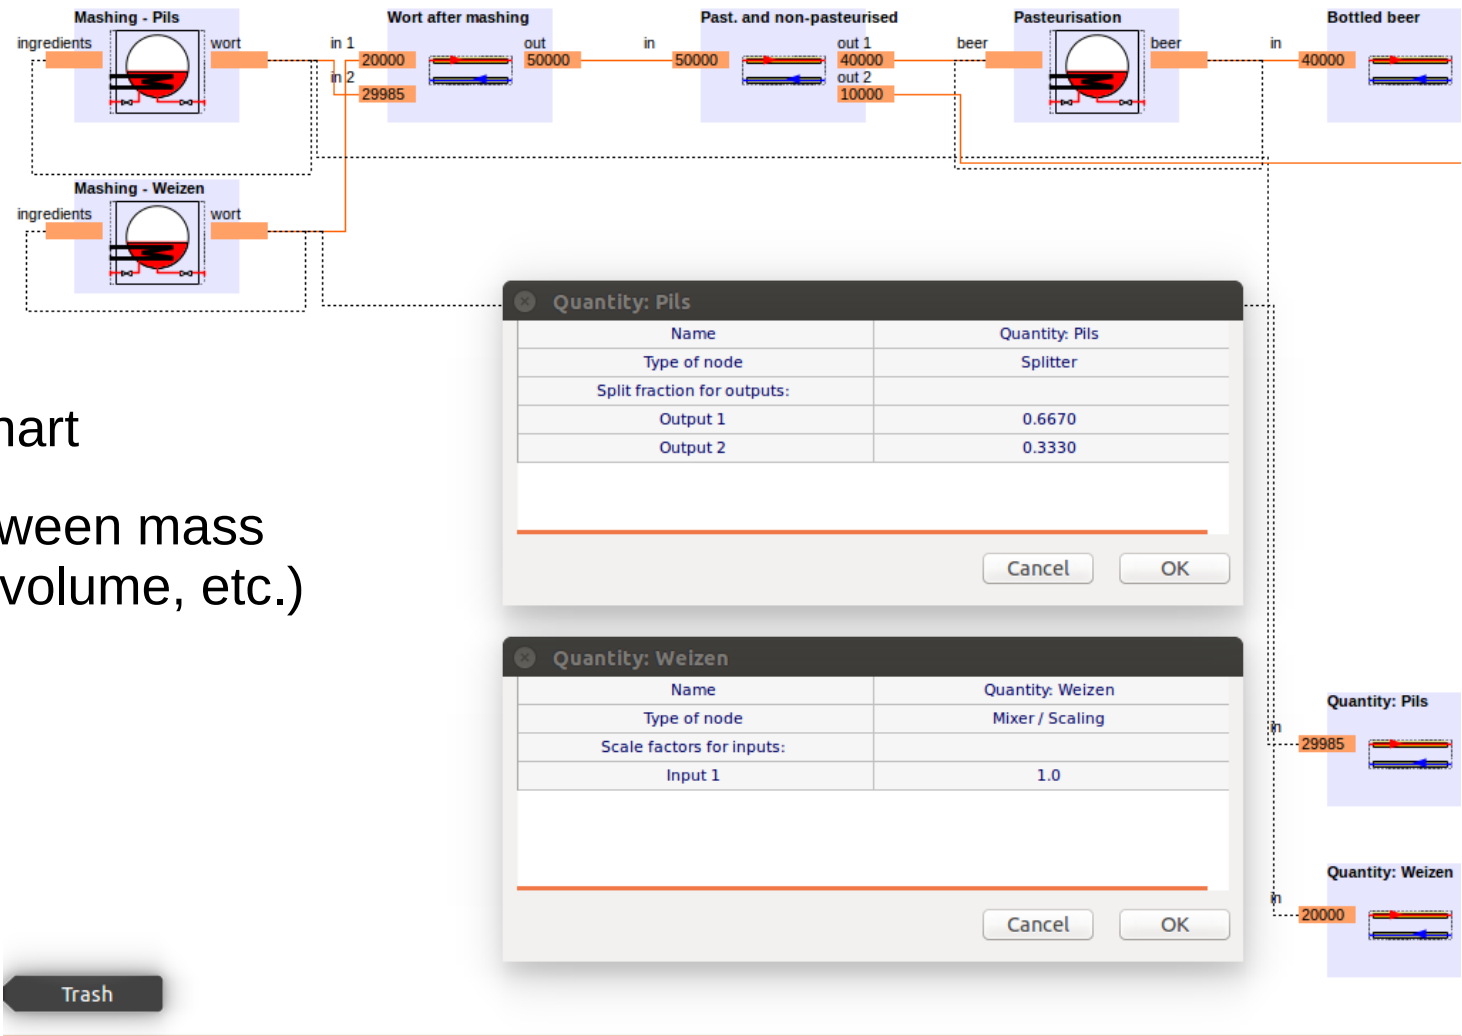 Mashing - Pils
Wort after mashing
Past. and non-pasteurised
Pasteurisation
Bottled beer
ingredients
wort
in 1
out
in
out 1
beer
beer
in
20000
50000
50000
40000
40000
in 2
out 2
29985
10000
Mashing - Weizen
ingredients
wort
Quantity: Pils
Name
Quantity: Pils
Type of node
Splitter
Split fraction for outputs:
Output 1
0.6670
Output 2
0.3330
Cancel
OK
ween mass
volume, etc.)
Quantity: Weizen
Name
Quantity: Weizen
Type of node
Mixer / Scaling
Scale factors for inputs:
Input 1
1.0
Cancel
OK
Quantity: Pils
in
29985
Quantity: Weizen
in
20000
Trash